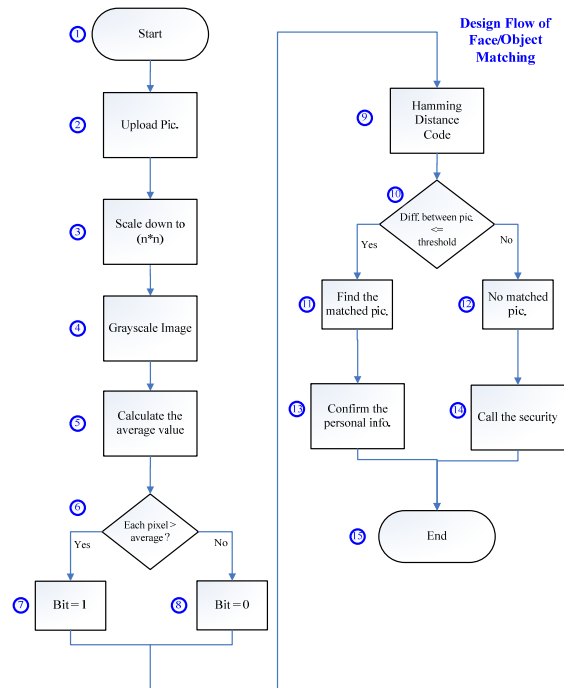 Design Flow of
Face/Object
Matching
1
Start
2
Upload Pic.
3
Scale down to
(n*n)
4
Grayscale Image
5
Calculate the
average value
6
Each pixel >
average?
Yes
No
7
Bit = 1
8
Bit = 0
9
Hamming
Distance
Code
10
Diff. between pic.
<=
threshold
Yes
No
11
Find the
matched pic.
12
No matched
pic.
13
Confirm the
personal info.
14
Call the security
15
End